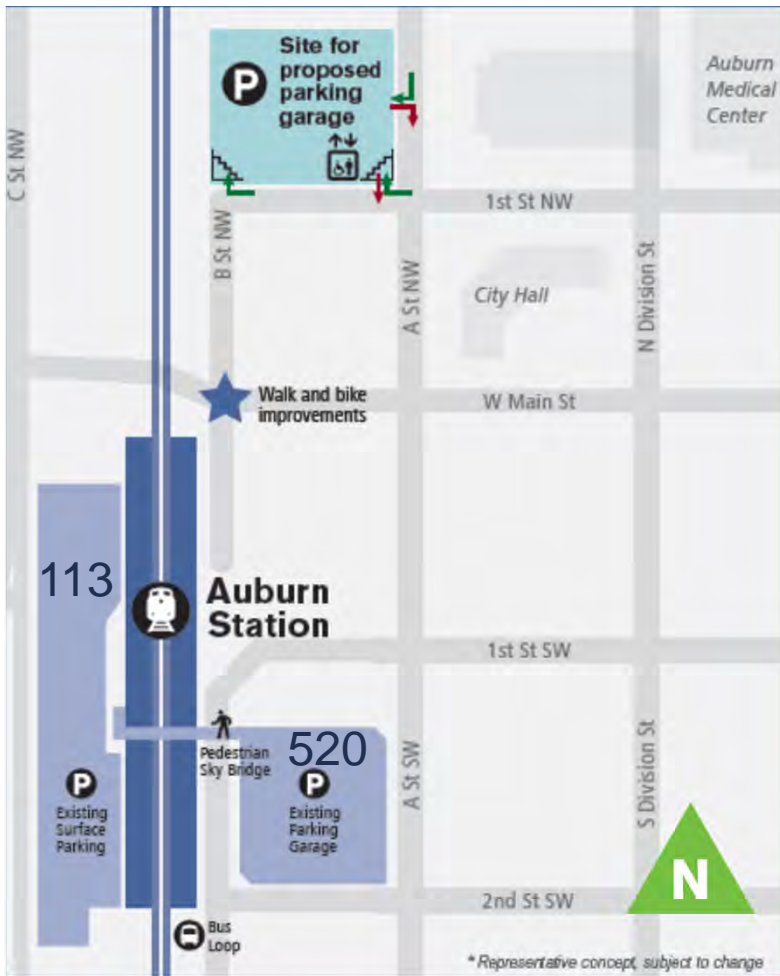 P
Site for
proposed
parking
garage
Auburn
Medical
Center
C St NW
1st St NW
B St NW
A St NW
City Hall
N Division St
Walk and bike
improvements
W Main St
113
Auburn
Station
1st St SW
Pedestrian
Sky Bridge
520
P
Existing
Surface
Parking
P
Existing
Parking
Garage
A St SW
S Division St
N
2nd St SW
Bus
Loop
* Representative concept, subject to change